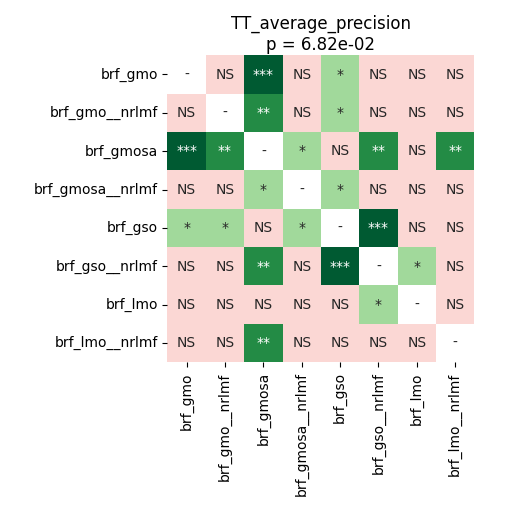 TT_average_precision
p = 6.82e-02
brf_gmo - NS *** NS * NS NS NS
brf_gmo__nrlmf NS - ** NS * NS NS NS
brf_gmosa *** ** - * NS ** NS **
brf_gmosa__nrlmf NS NS * - * NS NS NS
brf_gso * * NS * - *** NS NS
brf_gso__nrlmf NS NS ** NS *** - * NS
brf_lmo NS NS NS NS NS * - NS
brf_lmo__nrlmf NS NS ** NS NS NS NS -
brf_gmo
brf_gmo__nrlmf
brf_gmosa
brf_gmosa__nrlmf
brf_gso
brf_gso__nrlmf
brf_lmo
brf_lmo__nrlmf